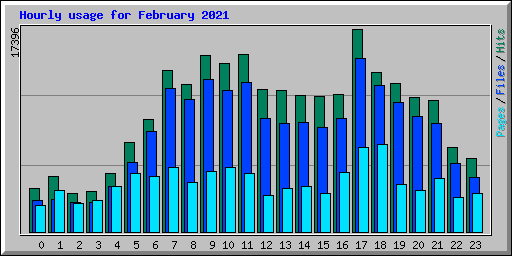 Hourly usage for February 2021
17396
Pages / Files / Hits
0 1 2 3 4 5 6 7 8 9 10 11 12 13 14 15 16 17 18 19 20 21 22 23